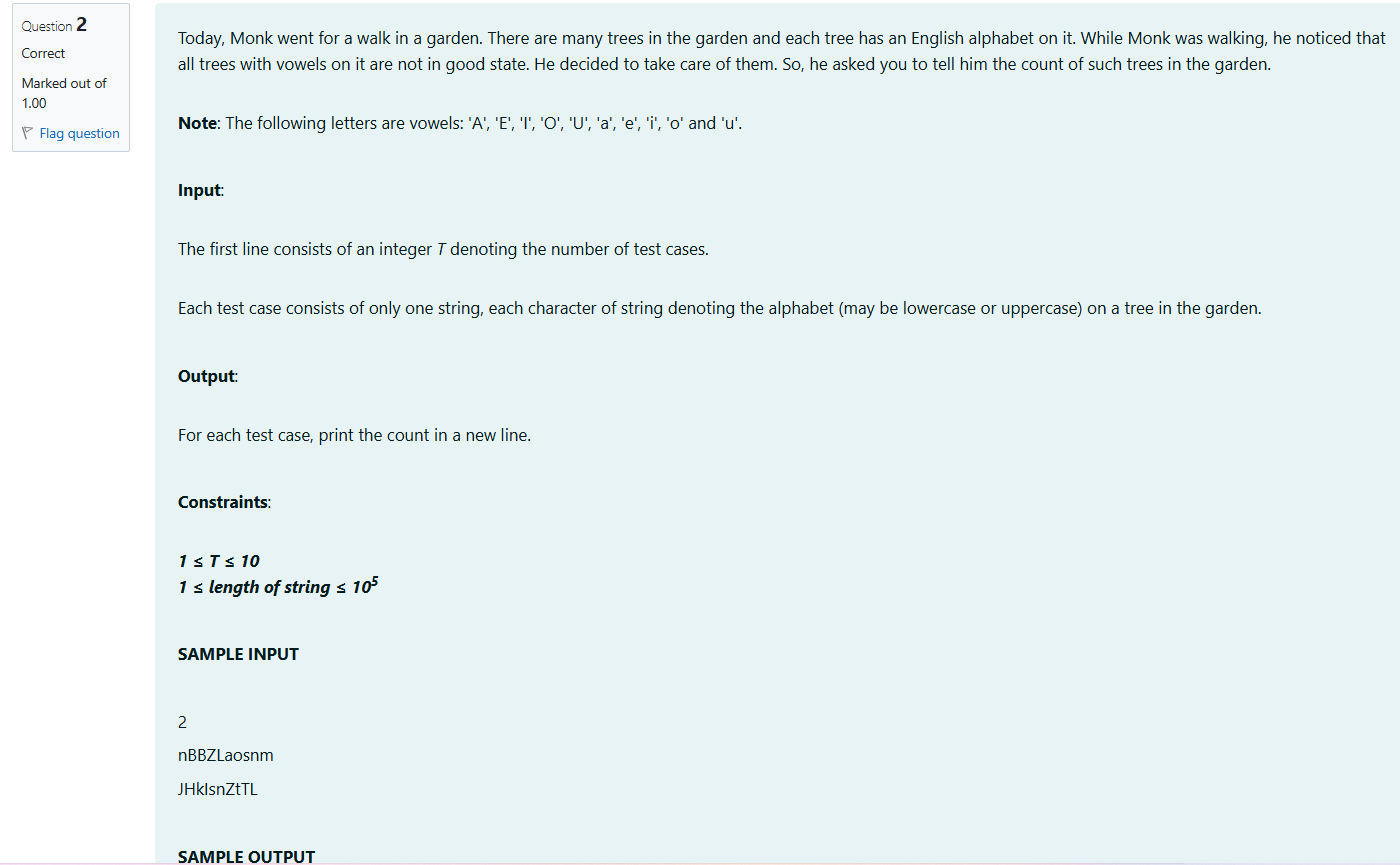 Question 2
Correct
Marked out of
1.00
Flag question
Today, Monk went for a walk in a garden. There are many trees in the garden and each tree has an English alphabet on it. While Monk was walking, he noticed that
all trees with vowels on it are not in good state. He decided to take care of them. So, he asked you to tell him the count of such trees in the garden.
Note: The following letters are vowels: 'A', 'E', 'I', 'O', 'U', 'a', 'e', 'i', 'o' and 'u'.
Input:
The first line consists of an integer T denoting the number of test cases.
Each test case consists of only one string, each character of string denoting the alphabet (may be lowercase or uppercase) on a tree in the garden.
Output:
For each test case, print the count in a new line.
Constraints:
1 ≤ T ≤ 10
1 ≤ length of string ≤ 10⁵
SAMPLE INPUT
2
nBBZLaosnm
JHkIsnZtTL
SAMPLE OUTPUT